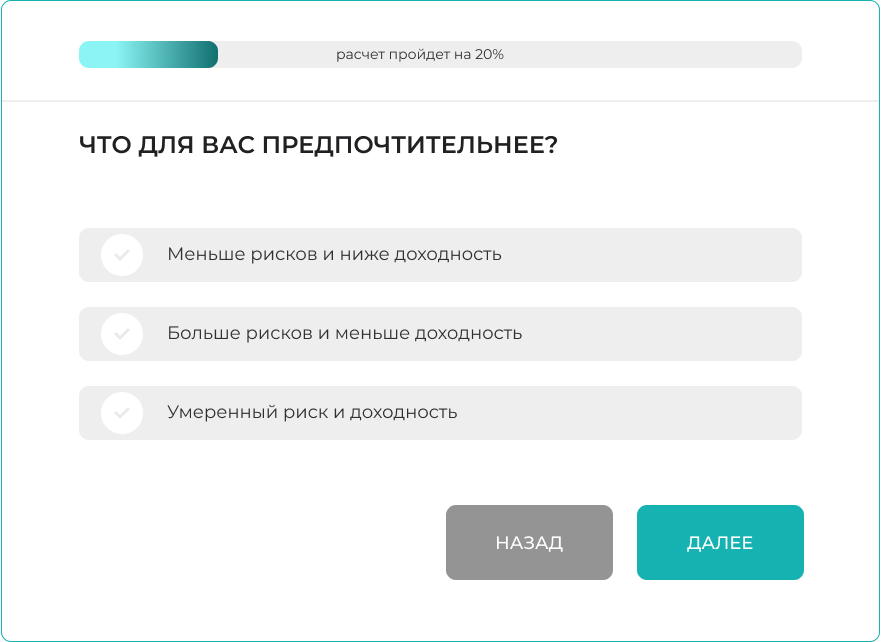 расчет пройдет на 20%
ЧТО ДЛЯ ВАС ПРЕДПОЧТИТЕЛЬНЕЕ?
Меньше рисков и ниже доходность
Больше рисков и меньше доходность
Умеренный риск и доходность
НАЗАД
ДАЛЕЕ